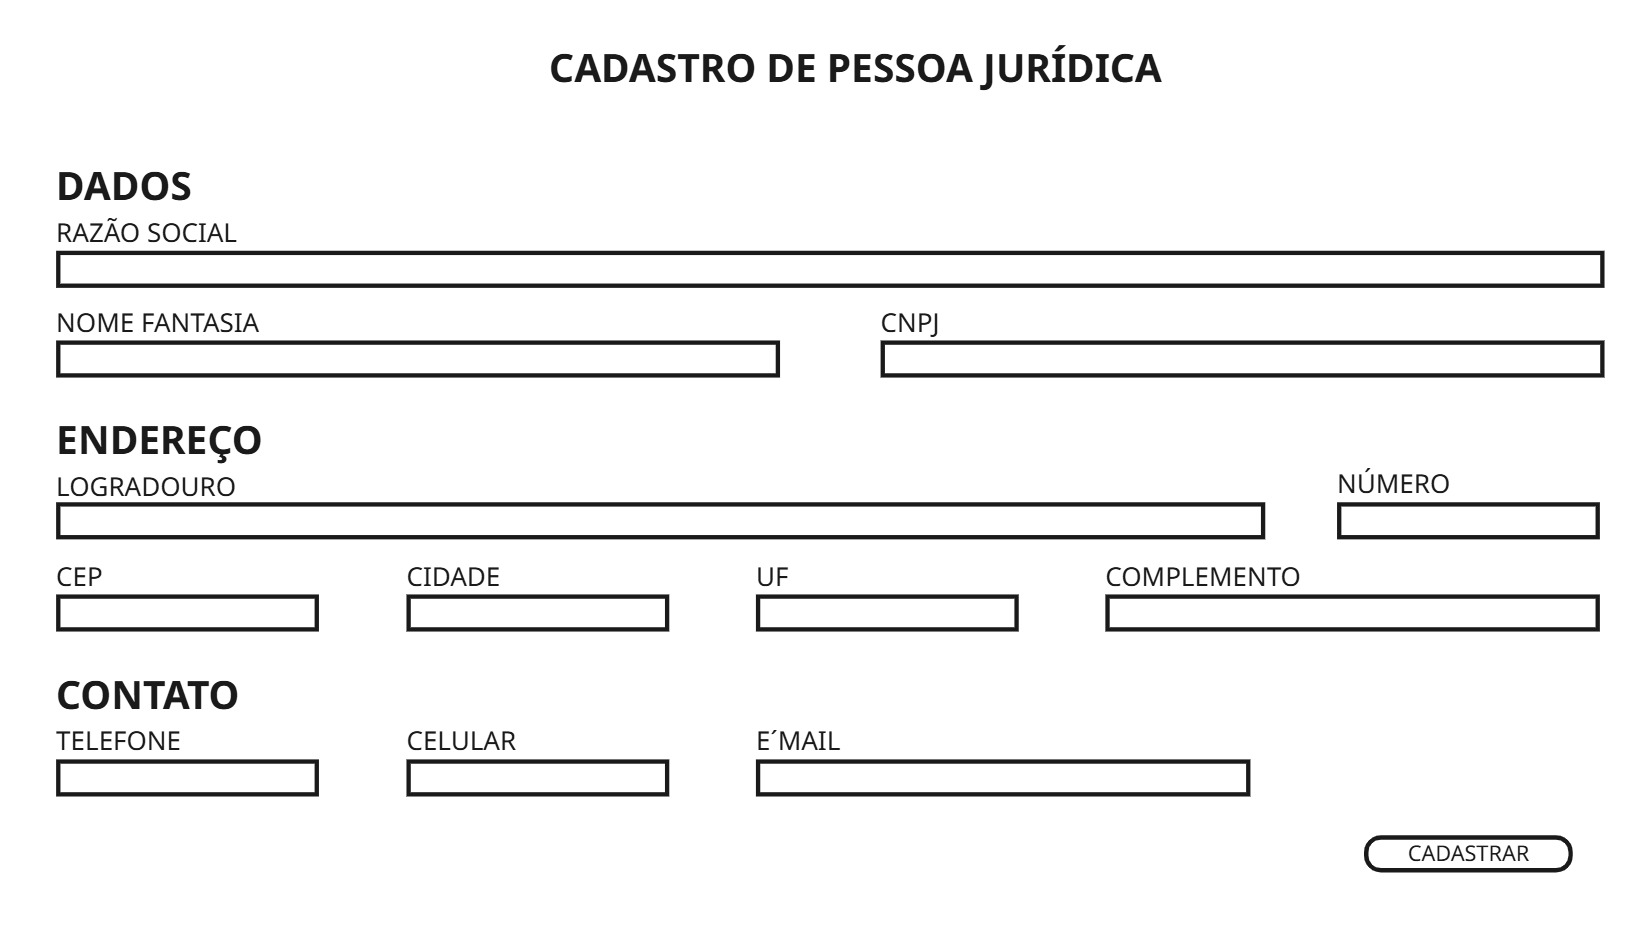 CADASTRO DE PESSOA JURÍDICA
DADOS
RAZÃO SOCIAL
NOME FANTASIA CNPJ
ENDEREÇO
LOGRADOURO NÚMERO
CEP CIDADE UF COMPLEMENTO
CONTATO
TELEFONE CELULAR E´MAIL
CADASTRAR